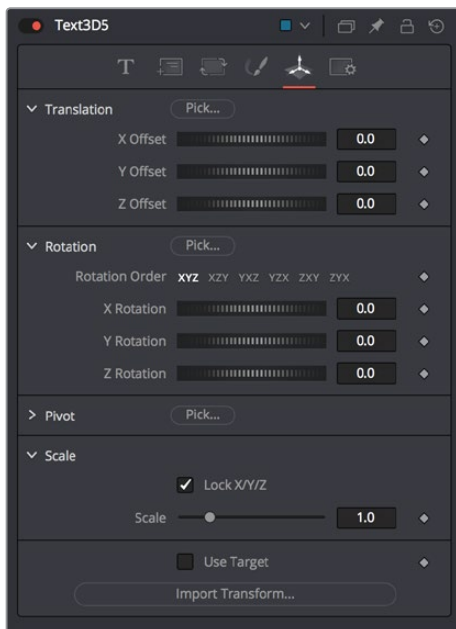 Text3D5
T
Translation Pick...
X Offset 0.0
Y Offset 0.0
Z Offset 0.0
Rotation Pick...
Rotation Order XYZ XZY YXZ YZX ZXY ZYX
X Rotation 0.0
Y Rotation 0.0
Z Rotation 0.0
Pivot Pick...
Scale
Lock X/Y/Z
Scale 1.0
Use Target
Import Transform...